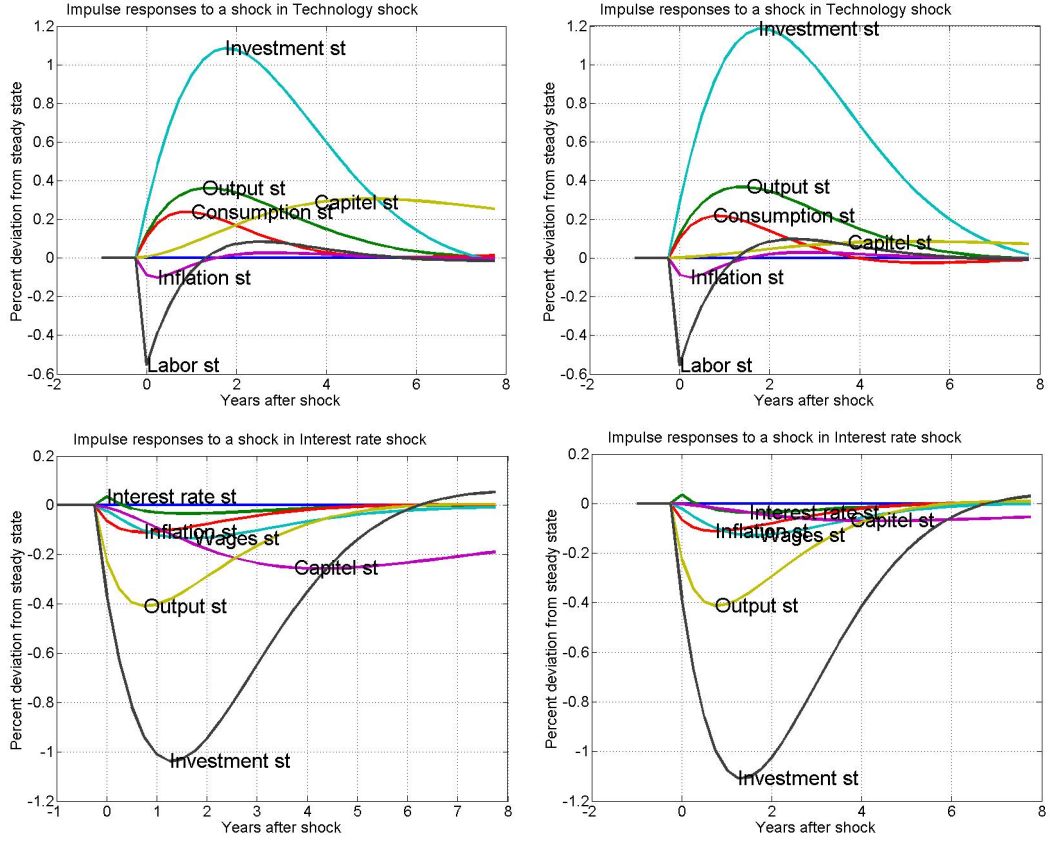 Impulse responses to a shock in Technology shock
Percent deviation from steady state
1.2
1
0.8
0.6
0.4
0.2
0
-0.2
-0.4
-0.6
Investment st
Output st
Capitel st
Consumption st
Inflation st
Labor st
-2
0
2
4
6
8
Years after shock
Impulse responses to a shock in Technology shock
Percent deviation from steady state
1.2
1
0.8
0.6
0.4
0.2
0
-0.2
-0.4
-0.6
Investment st
Output st
Consumption st
Capitel st
Inflation st
Labor st
-2
0
2
4
6
8
Years after shock
Impulse responses to a shock in Interest rate shock
Percent deviation from steady state
0.2
0
-0.2
-0.4
-0.6
-0.8
-1
-1.2
Interest rate st
Inflation st
Wages st
Capitel st
Output st
Investment st
-1
0
1
2
3
4
5
6
7
8
Years after shock
Impulse responses to a shock in Interest rate shock
Percent deviation from steady state
0.2
0
-0.2
-0.4
-0.6
-0.8
-1
-1.2
Interest rate st
Capitel st
Inflation st
Wages st
Output st
Investment st
-2
0
2
4
6
8
Years after shock